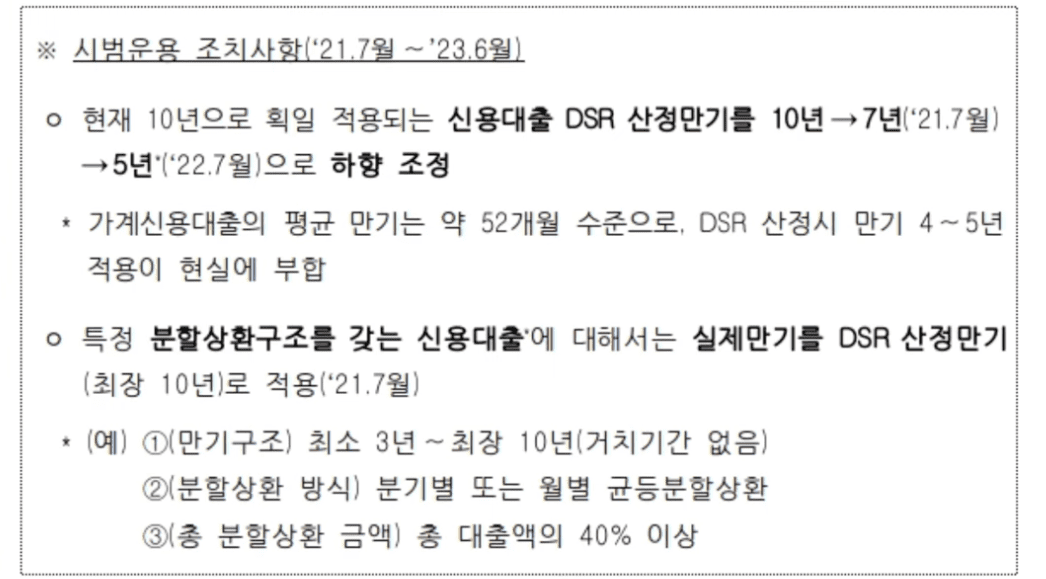 ※ 시범운용 조치사항(‘21.7월 ~ ’23.6월)
ㅇ 현재 10년으로 획일 적용되는 신용대출 DSR 산정만기를 10년→7년(‘21.7월)
→5년*(‘22.7월)으로 하향 조정
* 가계신용대출의 평균 만기는 약 52개월 수준으로, DSR 산정시 만기 4~5년
적용이 현실에 부합
ㅇ 특정 분할상환구조를 갖는 신용대출*에 대해서는 실제만기를 DSR 산정만기
(최장 10년)로 적용(‘21.7월)
* (예) ①(만기구조) 최소 3년~최장 10년(거치기간 없음)
②(분할상환 방식) 분기별 또는 월별 균등분할상환
③(총 분할상환 금액) 총 대출액의 40% 이상